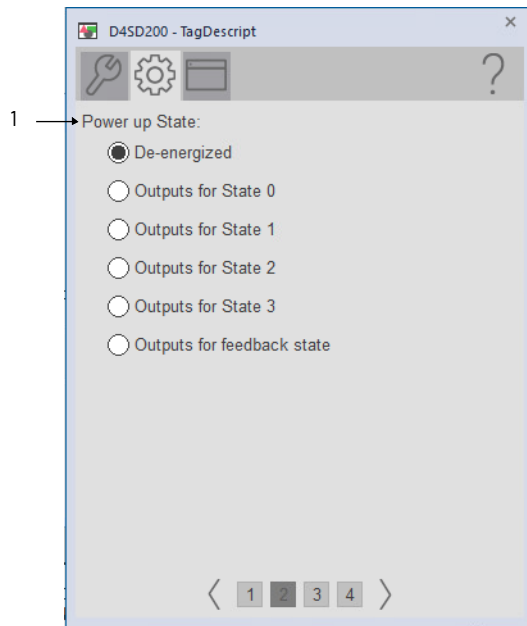 D4SD200 - TagDescript
×
?
1
Power up State:
De-energized
Outputs for State 0
Outputs for State 1
Outputs for State 2
Outputs for State 3
Outputs for feedback state
1 2 3 4